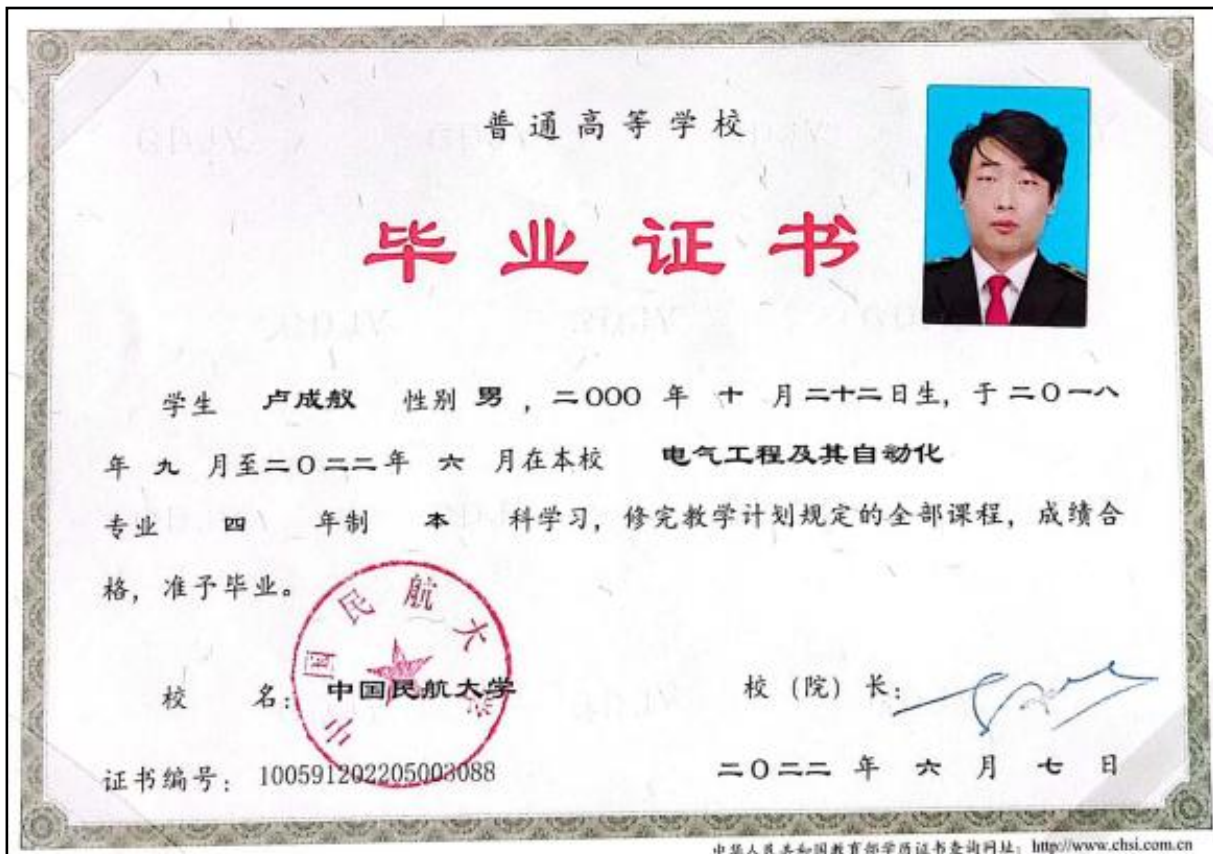 普通高等学校
毕业证书
学生 卢成舣 性别 男 ，二〇〇〇 年 十 月 二十二日生，于 二〇一八
年 九 月至二〇二二年 六 月在本校 电气工程及其自动化
专业 四 年制 本 科学习，修完教学计划规定的全部课程，成绩合
格，准予毕业。
中国民航大学
校 名：中国民航大学 校（院）长：
证书编号：100591202205003088 二〇二二 年 六 月 七 日
中华人民共和国教育部学历证书查询网址：http://www.chsi.com.cn